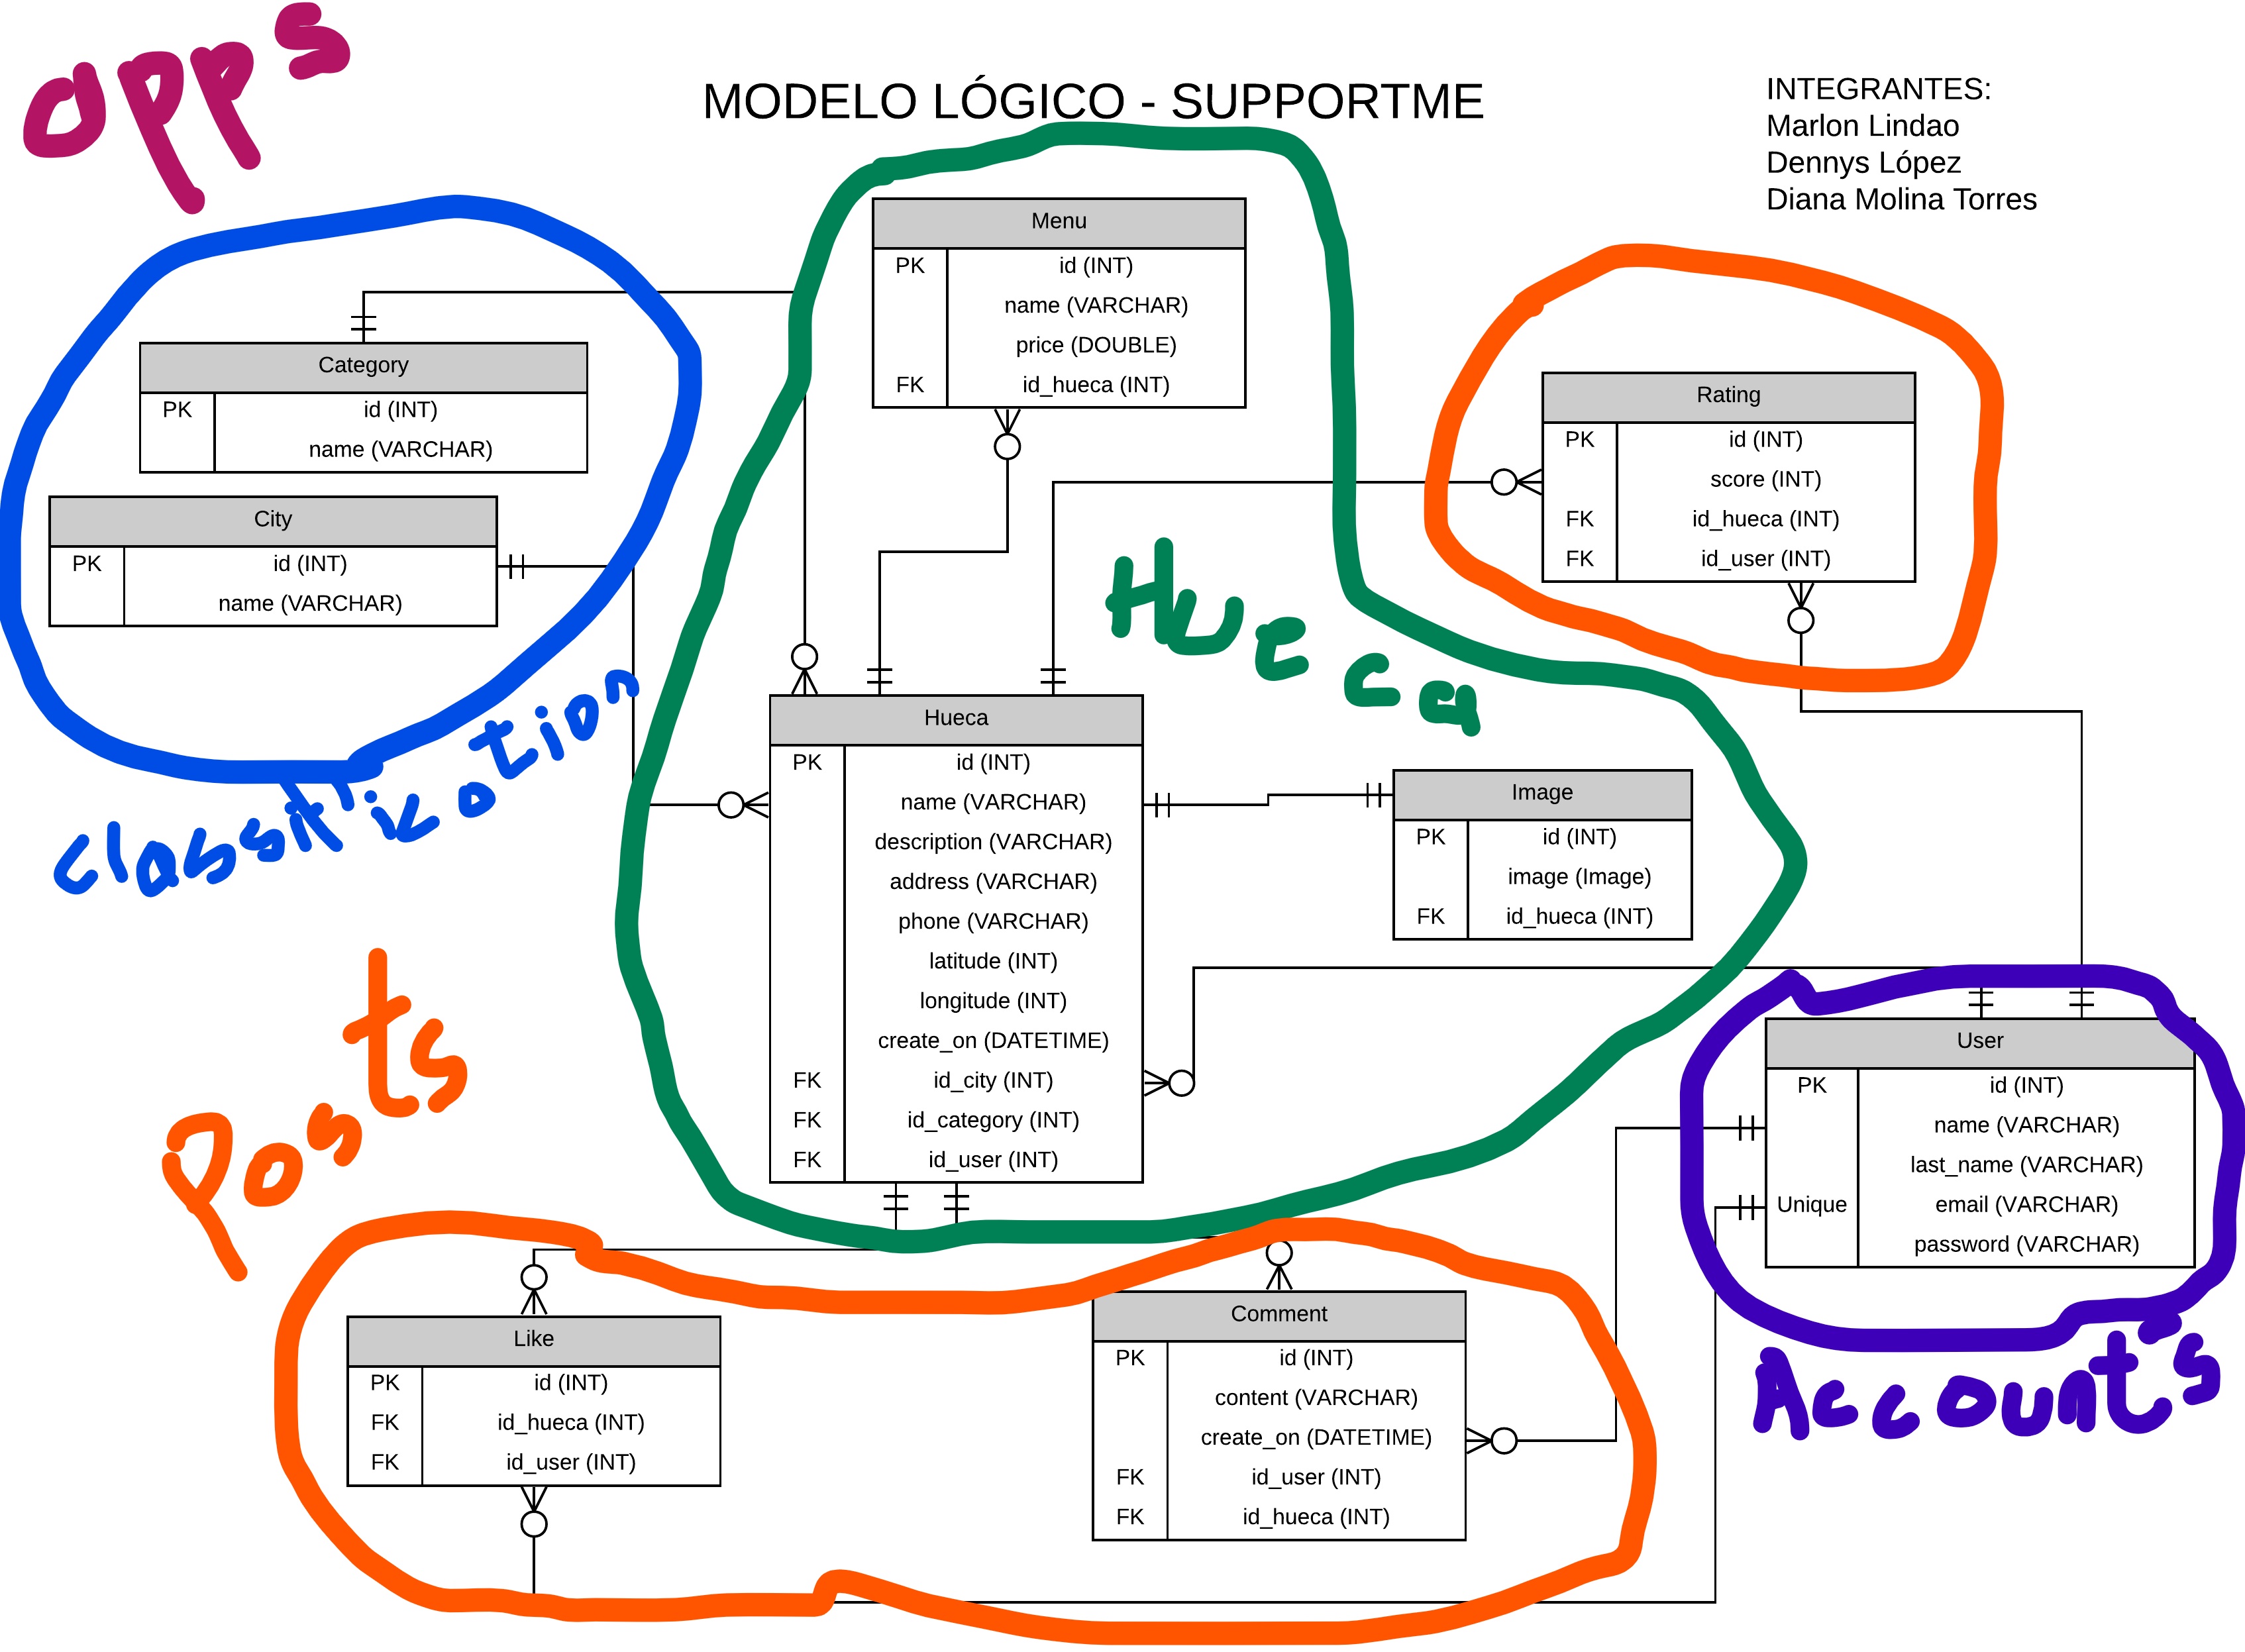 apps
MODELO LÓGICO - SUPPORTME
INTEGRANTES:
Marlon Lindao
Dennys López
Diana Molina Torres
Menu
PK id (INT)
name (VARCHAR)
price (DOUBLE)
FK id_hueca (INT)
Category
PK id (INT)
name (VARCHAR)
City
PK id (INT)
name (VARCHAR)
Rating
PK id (INT)
score (INT)
FK id_hueca (INT)
FK id_user (INT)
Hueca
Hueca
PK id (INT)
name (VARCHAR)
description (VARCHAR)
address (VARCHAR)
phone (VARCHAR)
latitude (INT)
longitude (INT)
create_on (DATETIME)
FK id_city (INT)
FK id_category (INT)
FK id_user (INT)
Image
PK id (INT)
image (Image)
FK id_hueca (INT)
Posts
User
PK id (INT)
name (VARCHAR)
last_name (VARCHAR)
Unique email (VARCHAR)
password (VARCHAR)
Accounts
Like
PK id (INT)
FK id_hueca (INT)
FK id_user (INT)
Comment
PK id (INT)
content (VARCHAR)
create_on (DATETIME)
FK id_user (INT)
FK id_hueca (INT)